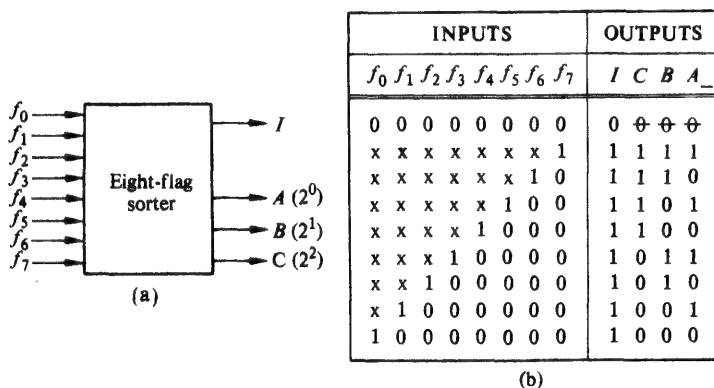 f0
f1
f2
f3
f4
f5
f6
f7
Eight-flag
sorter
I
A (2^0)
B (2^1)
C (2^2)
(a)
INPUTS OUTPUTS
f0 f1 f2 f3 f4 f5 f6 f7 I C B A
0 0 0 0 0 0 0 0 0 0 0 0
x x x x x x x 1 1 1 1 1
x x x x x x 1 0 1 1 1 0
x x x x x 1 0 0 1 1 0 1
x x x x 1 0 0 0 1 1 0 0
x x x 1 0 0 0 0 1 0 1 1
x x 1 0 0 0 0 0 1 0 1 0
x 1 0 0 0 0 0 0 1 0 0 1
1 0 0 0 0 0 0 0 1 0 0 0
(b)